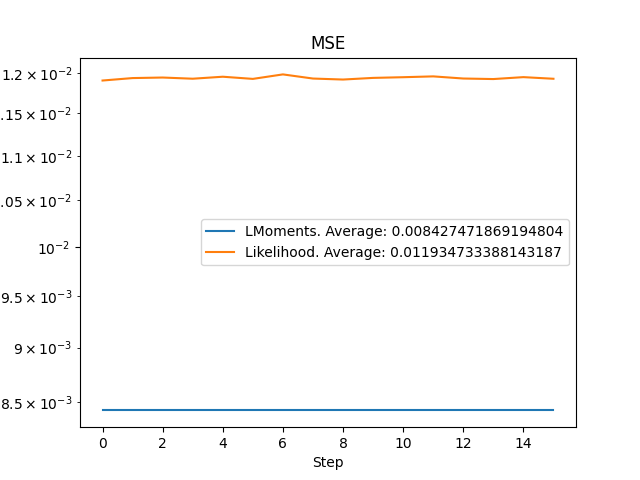 MSE
1.2 × 10⁻²
.15 × 10⁻²
1.1 × 10⁻²
.05 × 10⁻²
10⁻²
9.5 × 10⁻³
9 × 10⁻³
8.5 × 10⁻³
LMoments. Average: 0.008427471869194804
Likelihood. Average: 0.011934733388143187
0 2 4 6 8 10 12 14
Step